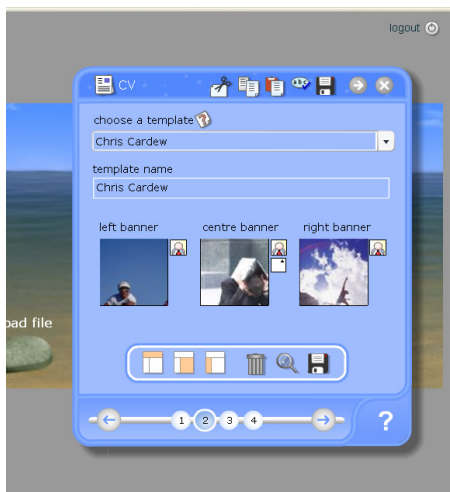 logout
CV
abc
choose a template
Chris Cardew
template name
Chris Cardew
left banner
centre banner
right banner
oad file
1
2
3
4
?